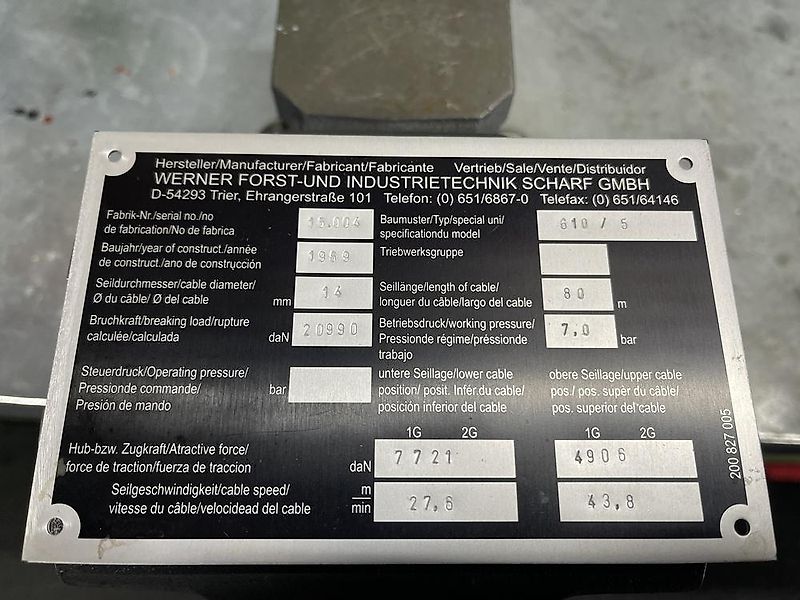 Hersteller/Manufacturer/Fabricant/Fabricante Vertrieb/Sale/Vente/Distribuidor
WERNER FORST-UND INDUSTRIETECHNIK SCHARF GMBH
D-54293 Trier, Ehrangerstraße 101 Telefon: (0) 651/6867-0 Telefax: (0) 651/64146
Fabrik-Nr./serial no./no
de fabrication/No de fabrica
15.004
Baumuster/Typ/special uni/
specificationdu model
610 / 5
Baujahr/year of construct./année
de construct./ano de construcción
1969
Triebwerksgruppe
Seildurchmesser/cable diameter/
Ø du câble/ Ø del cable
mm
14
Seillänge/length of cable/
longuer du câble/largo del cable
80
m
Bruchkraft/breaking load/rupture
calculée/calculada
daN
20990
Betriebsdruck/working pressure/
Pressionde régime/préssionde
trabajo
7,0
bar
Steuerdruck/Operating pressure/
Pressionde commande/
Presión de mando
bar
untere Seillage/lower cable
position/ posit. Infér.du cable/
posición inferior del cable/
obere Seillage/upper cable
pos./ pos. supèr du câble/
pos. superior del cable
1G 2G
1G 2G
Hub-bzw. Zugkraft/Atractive force/
force de traction/fuerza de traccion
daN
7721
4906
Seilgeschwindigkeit/cable speed/
vitesse du câble/velocidead del cable
m
min
27,6
43,8
200 827 005